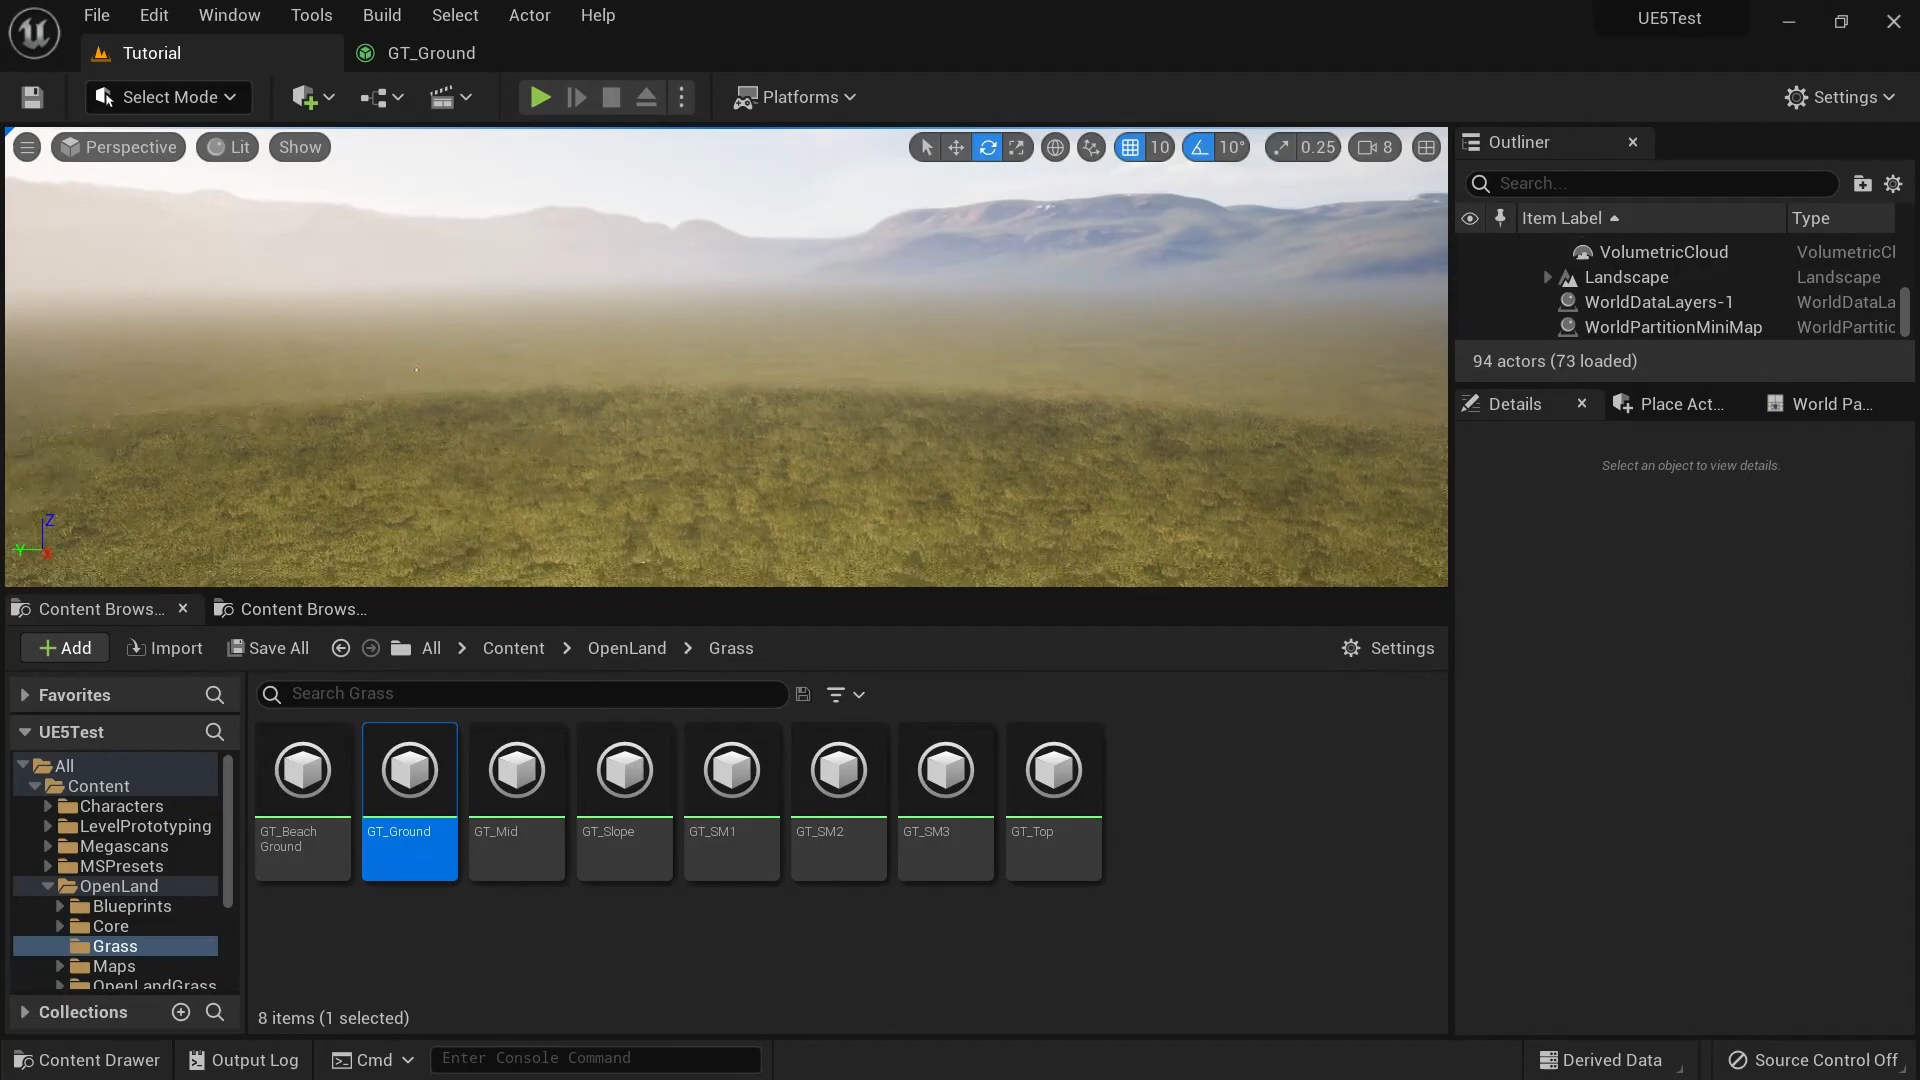 File Edit Window Tools Build Select Actor Help
UE5Test
Tutorial
GT_Ground
Select Mode
Platforms
Settings
Perspective
Lit
Show
10
10°
0.25
8
Z
Y
X
Outliner
Search...
Item Label
Type
VolumetricCloud VolumetricCl
Landscape Landscape
WorldDataLayers-1 WorldDataLa
WorldPartitionMiniMap WorldPartitic
94 actors (73 loaded)
Details
Place Act...
World Pa...
Select an object to view details.
Content Brows...
Content Brows...
Add
Import
Save All
All
Content
OpenLand
Grass
Settings
Favorites
UE5Test
All
Content
Characters
LevelPrototyping
Megascans
MSPresets
OpenLand
Blueprints
Core
Grass
Maps
OpenLandGrass
Collections
Search Grass
GT_Beach
Ground
GT_Ground
GT_Mid
GT_Slope
GT_SM1
GT_SM2
GT_SM3
GT_Top
8 items (1 selected)
Content Drawer
Output Log
Cmd
Enter Console Command
Derived Data
Source Control Off